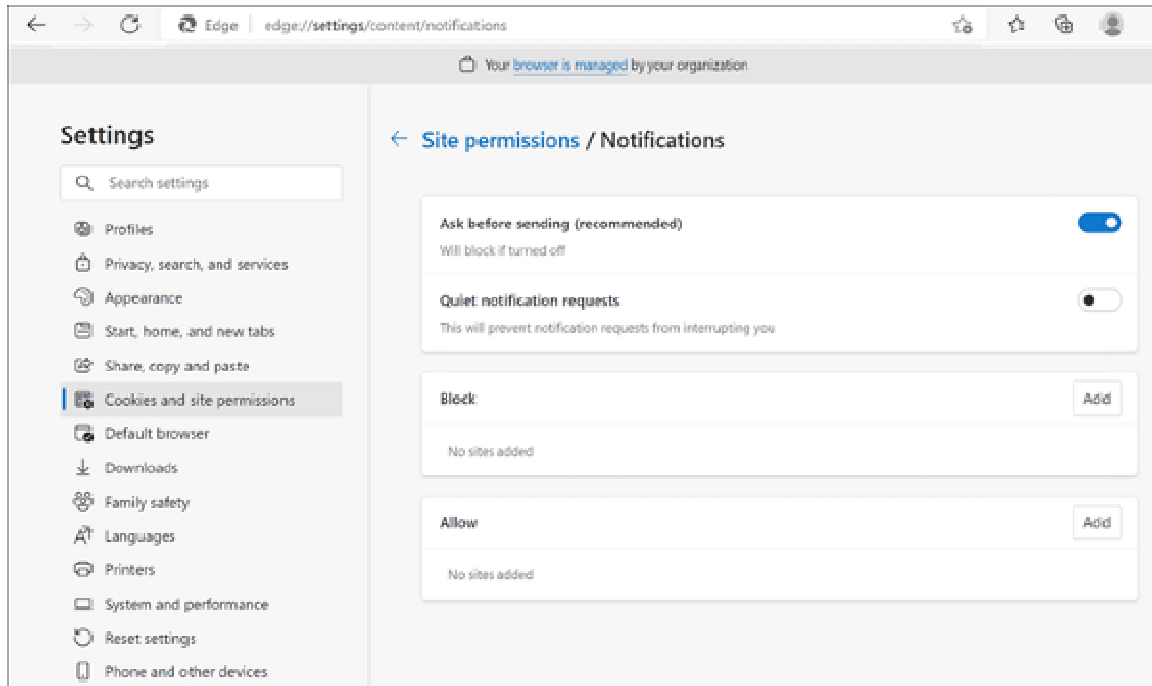 Edge edge://settings/content/notifications
Your browser is managed by your organization
Settings
Search settings
Profiles
Privacy, search, and services
Appearance
Start, home, and new tabs
Share, copy and paste
Cookies and site permissions
Default browser
Downloads
Family safety
Languages
Printers
System and performance
Reset settings
Phone and other devices
Site permissions / Notifications
Ask before sending (recommended)
Will block if turned off
Quiet notification requests
This will prevent notification requests from interrupting you
Block
Add
No sites added
Allow
Add
No sites added